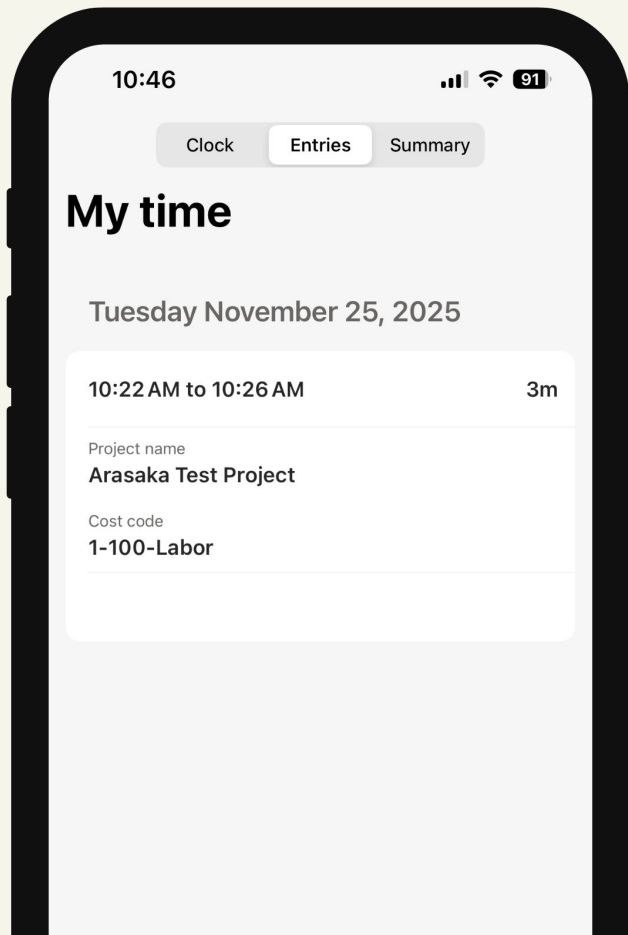 10:46
91
Clock Entries Summary
My time
Tuesday November 25, 2025
10:22 AM to 10:26 AM 3m
Project name
Arasaka Test Project
Cost code
1-100-Labor